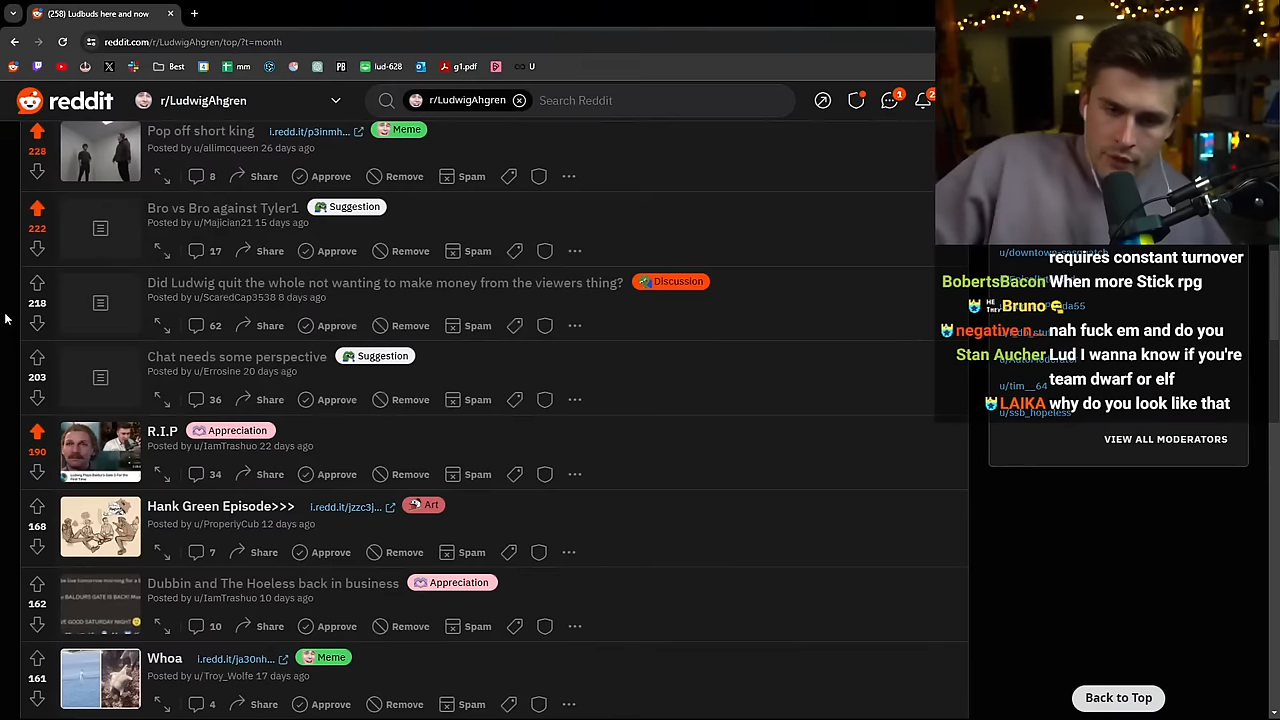 (258) Ludbuds here and now
reddit.com/r/LudwigAhgren/top/?t=month
Best
mm
lud-628
g1.pdf
U
reddit
r/LudwigAhgren
r/LudwigAhgren
Search Reddit
1
2
Pop off short king i.redd.it/p3inmh... Meme
228
Posted by u/allimcqueen 26 days ago
8 Share Approve Remove Spam
Bro vs Bro against Tyler1 Suggestion
222
Posted by u/Majician21 15 days ago
17 Share Approve Remove Spam
Did Ludwig quit the whole not wanting to make money from the viewers thing? Discussion
218
Posted by u/ScaredCap3538 8 days ago
62 Share Approve Remove Spam
Chat needs some perspective Suggestion
203
Posted by u/Errosine 20 days ago
36 Share Approve Remove Spam
R.I.P Appreciation
190
Posted by u/IamTrashuo 22 days ago
34 Share Approve Remove Spam
Hank Green Episode>>> i.redd.it/jzzc3j... Art
168
Posted by u/ProperlyCub 12 days ago
7 Share Approve Remove Spam
Dubbin and The Hoeless back in business Appreciation
162
Posted by u/IamTrashuo 10 days ago
10 Share Approve Remove Spam
Whoa i.redd.it/ja30nh... Meme
161
Posted by u/Troy_Wolfe 17 days ago
4 Share Approve Remove Spam
requires constant turnover
BobertsBacon When more Stick rpg
HE THEY Bruno
negative n... nah fuck em and do you
Stan Aucher Lud I wanna know if you're
team dwarf or elf
u/tim__64
LAIKA why do you look like that
u/ssb_hopeless
VIEW ALL MODERATORS
Back to Top